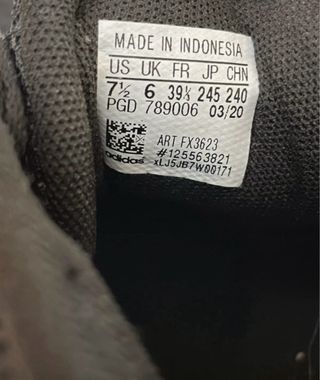 MADE IN INDONESIA
US UK FR JP CHN
7½ 6 39⅓ 245 240
PGD 789006 03/20
ART FX3623
#125563821
adidas xLJ5JB7W00171